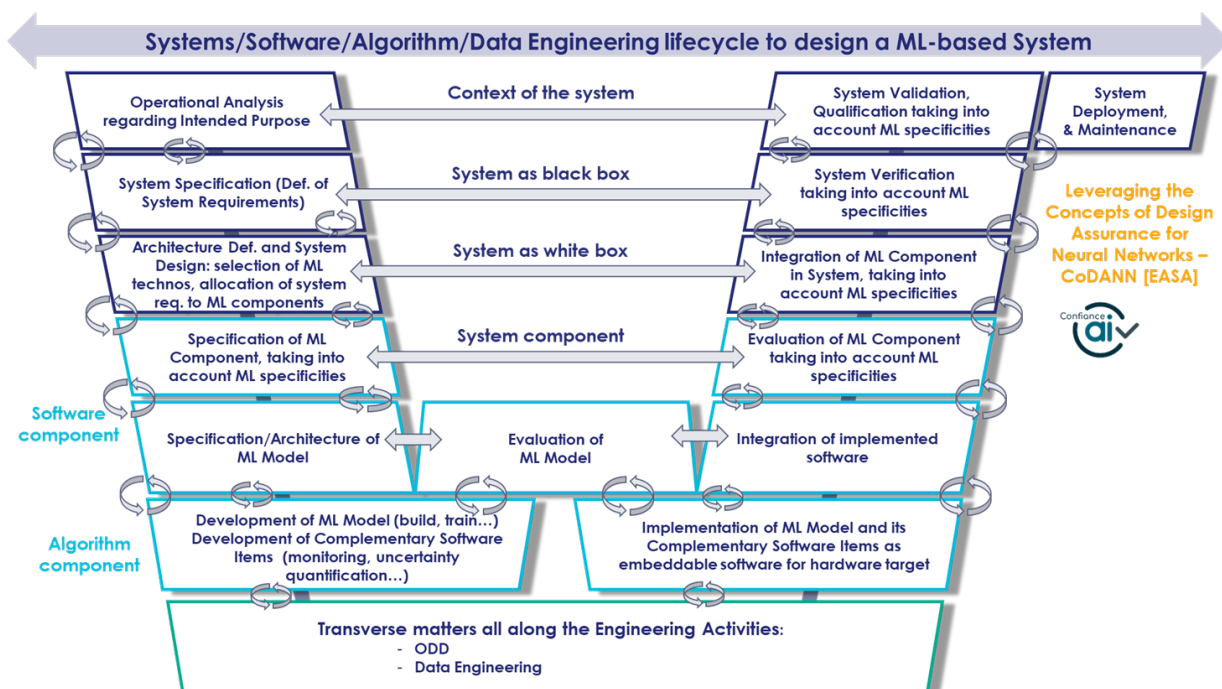 Systems/Software/Algorithm/Data Engineering lifecycle to design a ML-based System
Operational Analysis
regarding Intended Purpose
Context of the system
System Validation,
Qualification taking into
account ML specificities
System
Deployment,
& Maintenance
System Specification (Def. of
System Requirements)
System as black box
System Verification
taking into account ML
specificities
Leveraging the
Concepts of Design
Assurance for
Neural Networks –
CoDANN [EASA]
Architecture Def. and System
Design: selection of ML
technos, allocation of system
req. to ML components
System as white box
Integration of ML Component
in System, taking into
account ML specificities
Confiance
ai
Specification of ML
Component, taking into
account ML specificities
System component
Evaluation of ML Component
taking into account ML
specificities
Software
component
Specification/Architecture of
ML Model
Evaluation of
ML Model
Integration of implemented
software
Algorithm
component
Development of ML Model (build, train...)
Development of Complementary Software
Items (monitoring, uncertainty
quantification...)
Implementation of ML Model and its
Complementary Software Items as
embeddable software for hardware target
Transverse matters all along the Engineering Activities:
- ODD
- Data Engineering